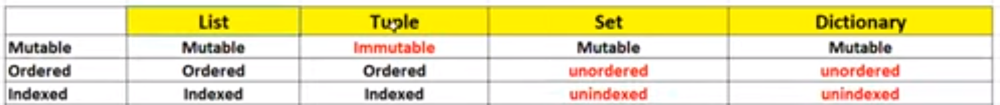 List Tuple Set Dictionary
Mutable Mutable Immutable Mutable Mutable
Ordered Ordered Ordered unordered unordered
Indexed Indexed Indexed unindexed unindexed